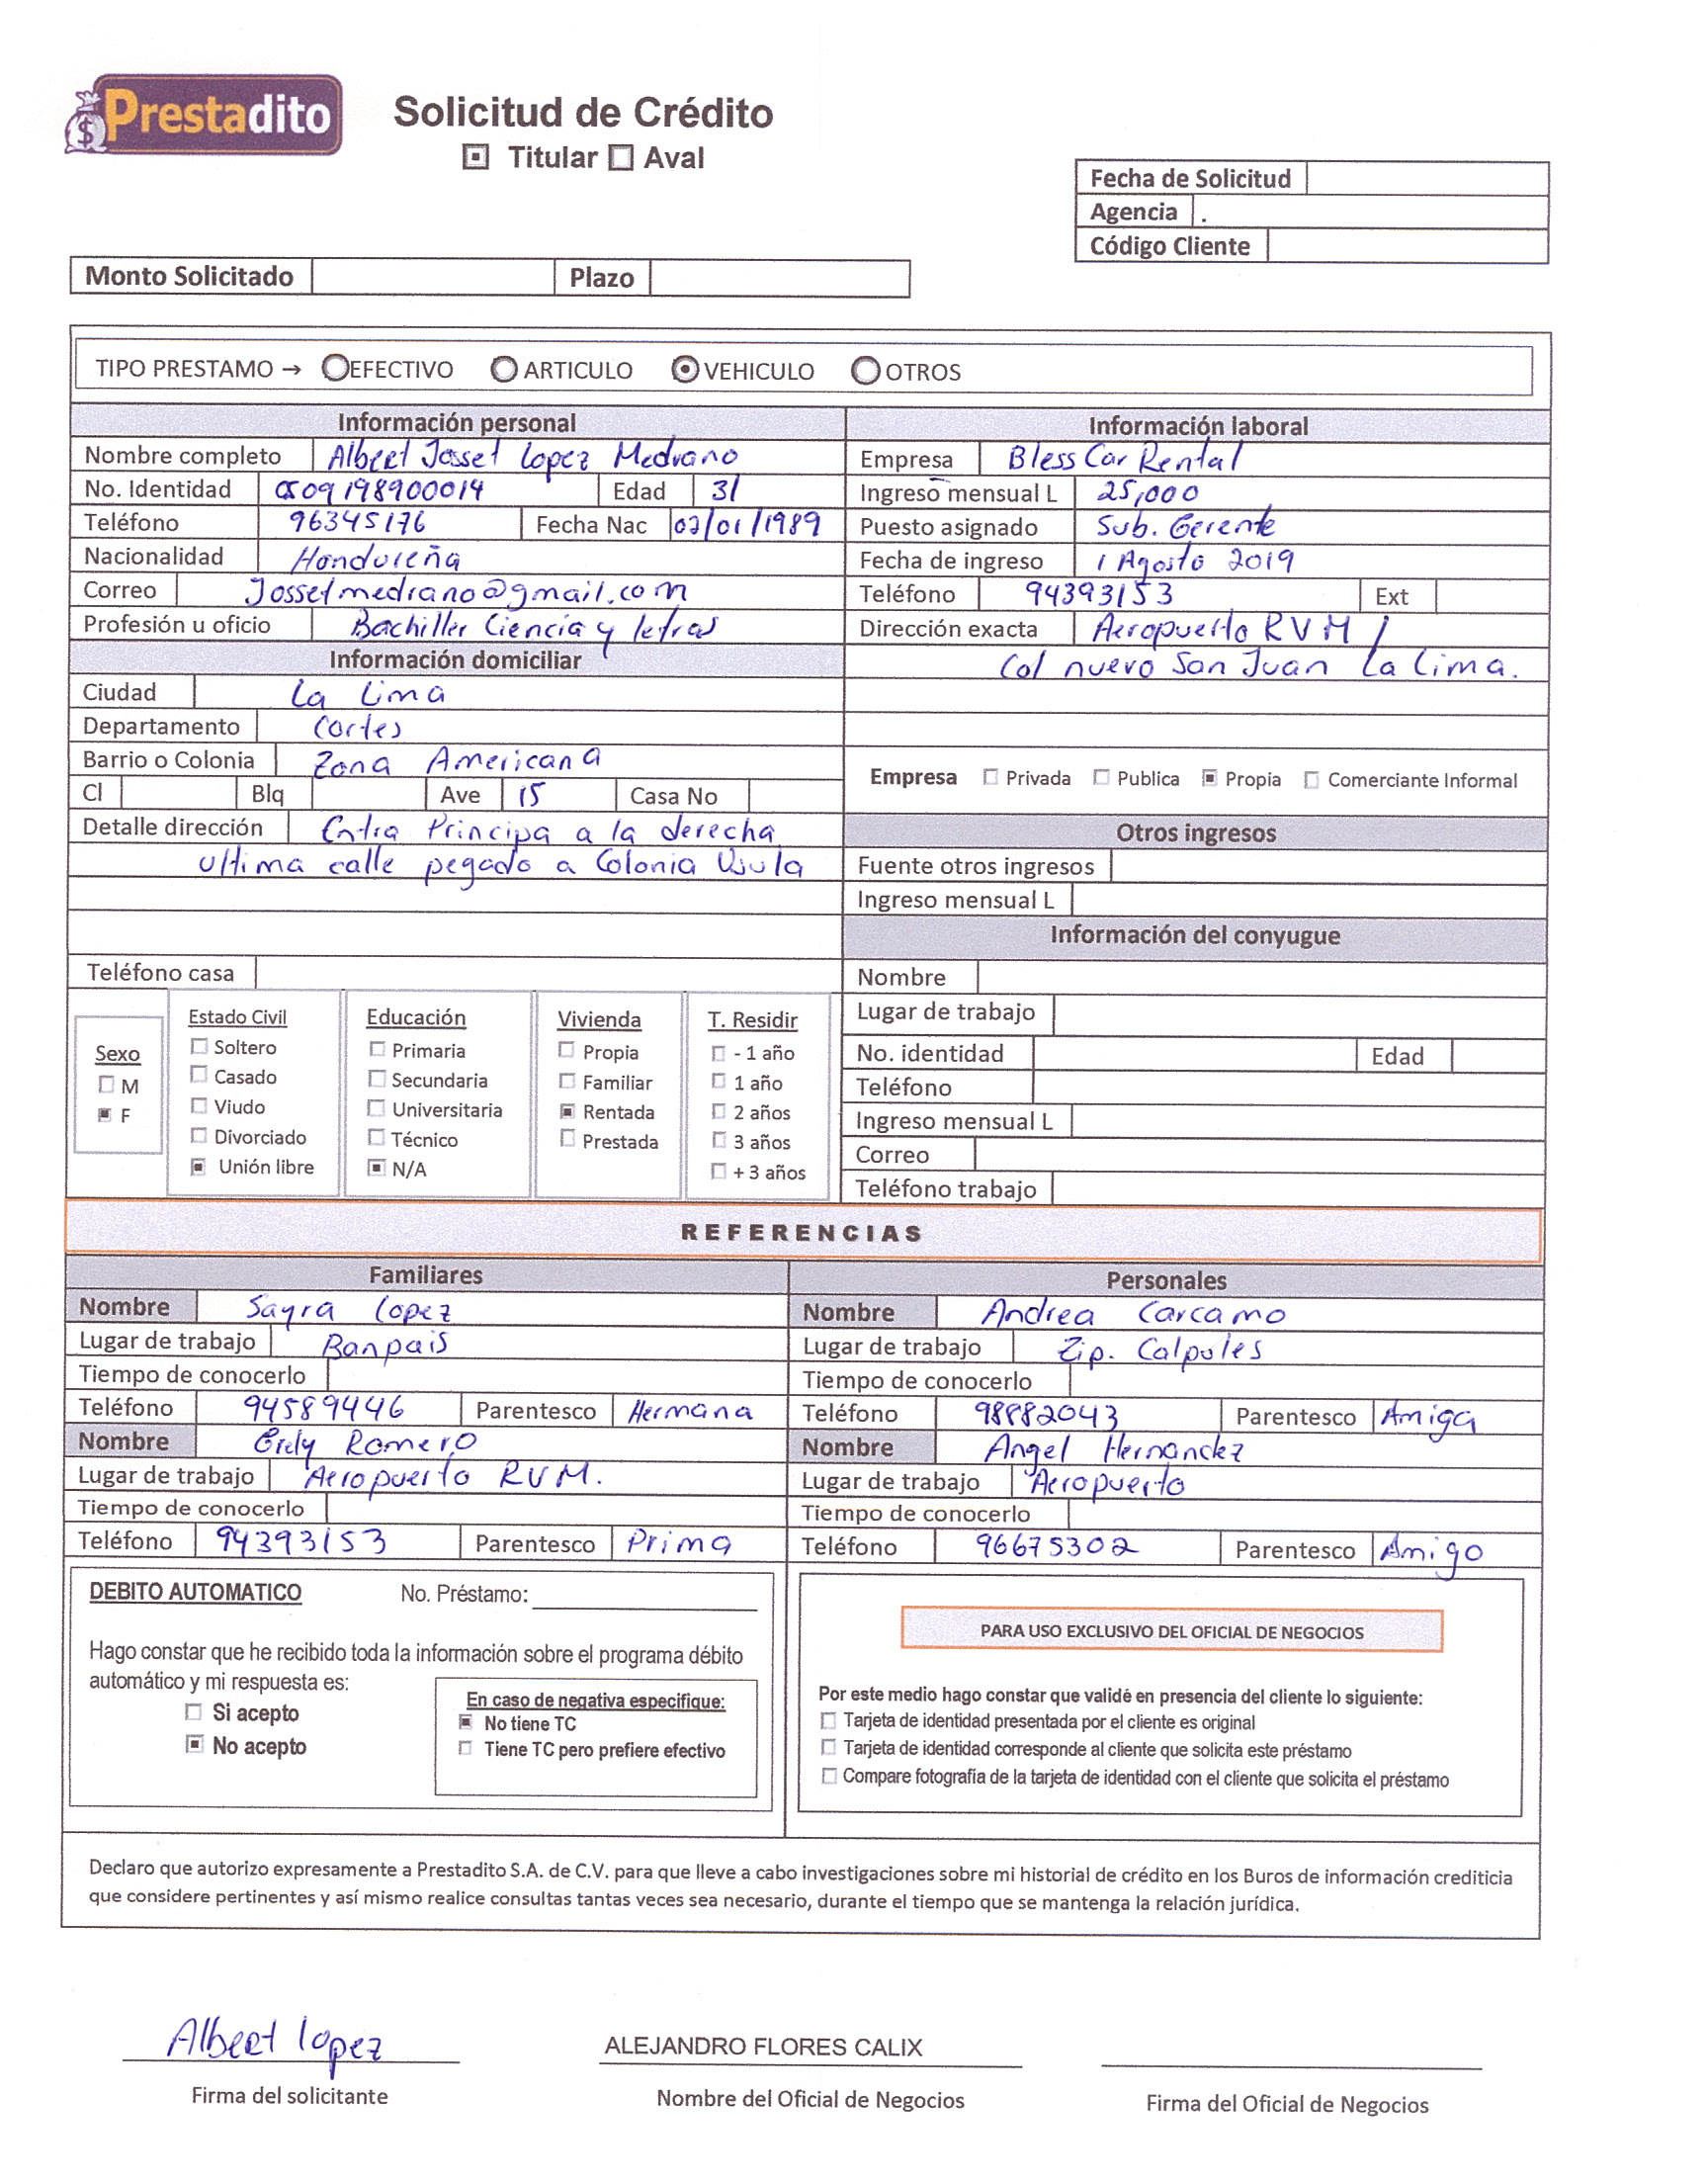 Prestadito
Solicitud de Crédito
Titular Aval
Fecha de Solicitud
Agencia .
Código Cliente
Monto Solicitado Plazo
TIPO PRESTAMO → EFECTIVO ARTICULO VEHICULO OTROS
Información personal
Nombre completo Albert Josset Lopez Medrano
No. Identidad 0509198900014 Edad 31
Teléfono 96345176 Fecha Nac 02/01/1989
Nacionalidad Hondureña
Correo Jossetmedrano@gmail.com
Profesión u oficio Bachiller Ciencia y letras
Información domiciliar
Ciudad La Lima
Departamento Cortes
Barrio o Colonia Zona Americana
Cl Blq Ave 15 Casa No
Detalle dirección Entra Principa a la derecha
ultima calle pegado a Colonia Usula
Teléfono casa
Sexo
M
F
Estado Civil
Soltero
Casado
Viudo
Divorciado
Unión libre
Educación
Primaria
Secundaria
Universitaria
Técnico
N/A
Vivienda
Propia
Familiar
Rentada
Prestada
T. Residir
- 1 año
1 año
2 años
3 años
+ 3 años
Información laboral
Empresa Bless Car Rental
Ingreso mensual L 25,000
Puesto asignado Sub. Gerente
Fecha de ingreso 1 Agosto 2019
Teléfono 94393153 Ext
Dirección exacta Aeropuerto RVM /
Col nuevo San Juan La Lima.
Empresa Privada Publica Propia Comerciante Informal
Otros ingresos
Fuente otros ingresos
Ingreso mensual L
Información del conyugue
Nombre
Lugar de trabajo
No. identidad Edad
Teléfono
Ingreso mensual L
Correo
Teléfono trabajo
REFERENCIAS
Familiares
Nombre Sayra Lopez
Lugar de trabajo Banpais
Tiempo de conocerlo
Teléfono 94589446 Parentesco Hermana
Nombre Romero
Lugar de trabajo Aeropuerto RVM.
Tiempo de conocerlo
Teléfono 94393153 Parentesco Prima
Personales
Nombre Andrea Carcamo
Lugar de trabajo Zip. Calpules
Tiempo de conocerlo
Teléfono 98882043 Parentesco Amiga
Nombre Angel Hernandez
Lugar de trabajo Aeropuerto
Tiempo de conocerlo
Teléfono 96675302 Parentesco Amigo
DEBITO AUTOMATICO No. Préstamo:
Hago constar que he recibido toda la información sobre el programa débito
automático y mi respuesta es:
Si acepto
No acepto
En caso de negativa especifique:
No tiene TC
Tiene TC pero prefiere efectivo
PARA USO EXCLUSIVO DEL OFICIAL DE NEGOCIOS
Por este medio hago constar que validé en presencia del cliente lo siguiente:
Tarjeta de identidad presentada por el cliente es original
Tarjeta de identidad corresponde al cliente que solicita este préstamo
Compare fotografía de la tarjeta de identidad con el cliente que solicita el préstamo
Declaro que autorizo expresamente a Prestadito S.A. de C.V. para que lleve a cabo investigaciones sobre mi historial de crédito en los Buros de información crediticia
que considere pertinentes y así mismo realice consultas tantas veces sea necesario, durante el tiempo que se mantenga la relación jurídica.
Albert Lopez
Firma del solicitante
ALEJANDRO FLORES CALIX
Nombre del Oficial de Negocios
Firma del Oficial de Negocios